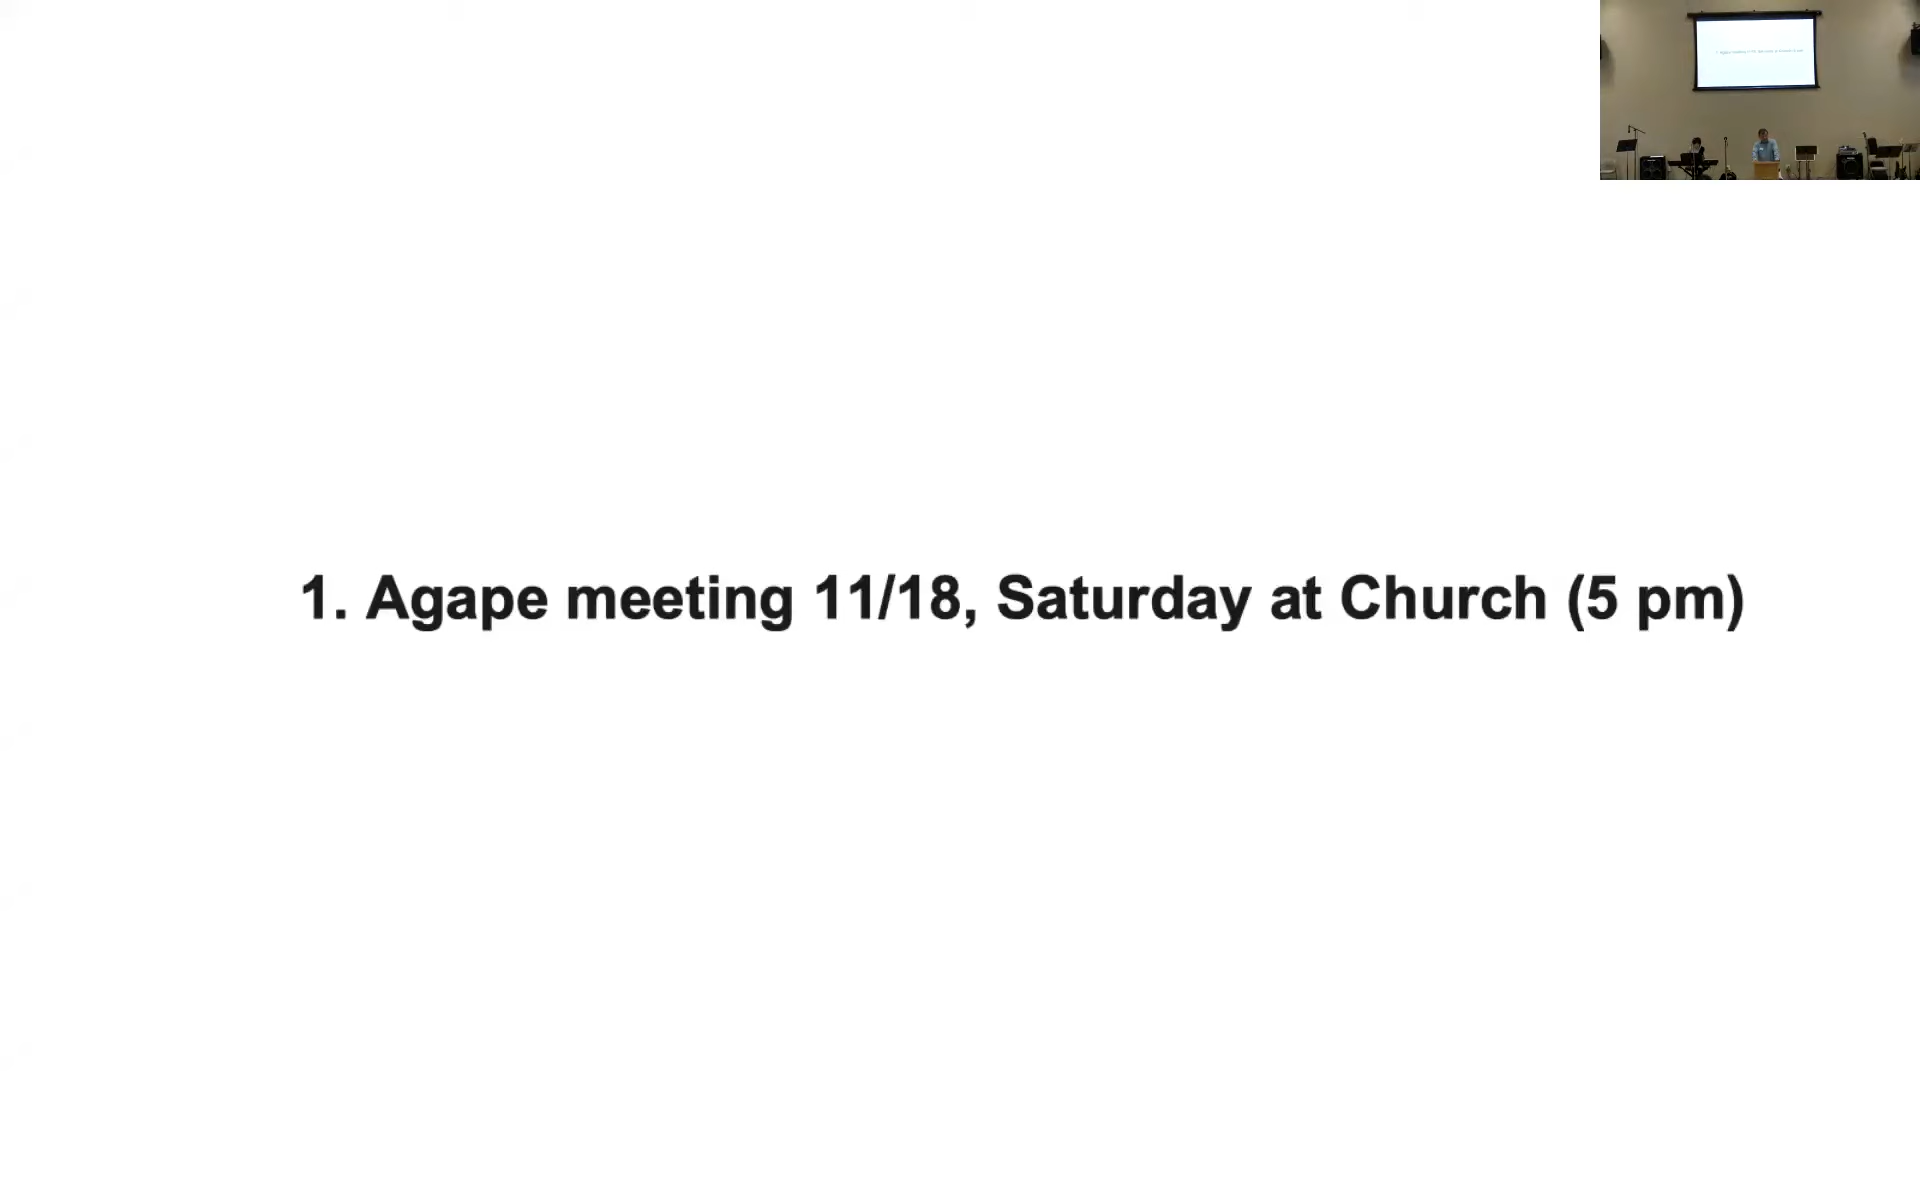 1. Agape meeting 11/18, Saturday at Church (5 pm)